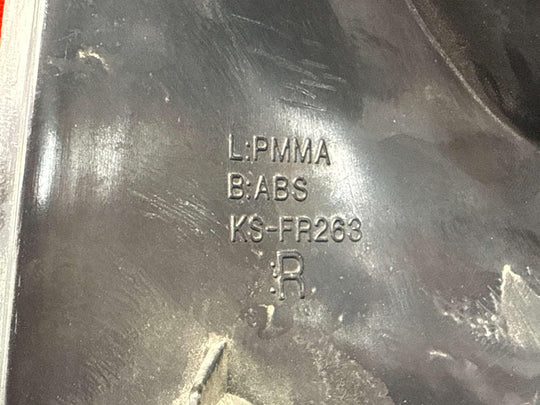 L:PMMA
B:ABS
KS-FR263
:R